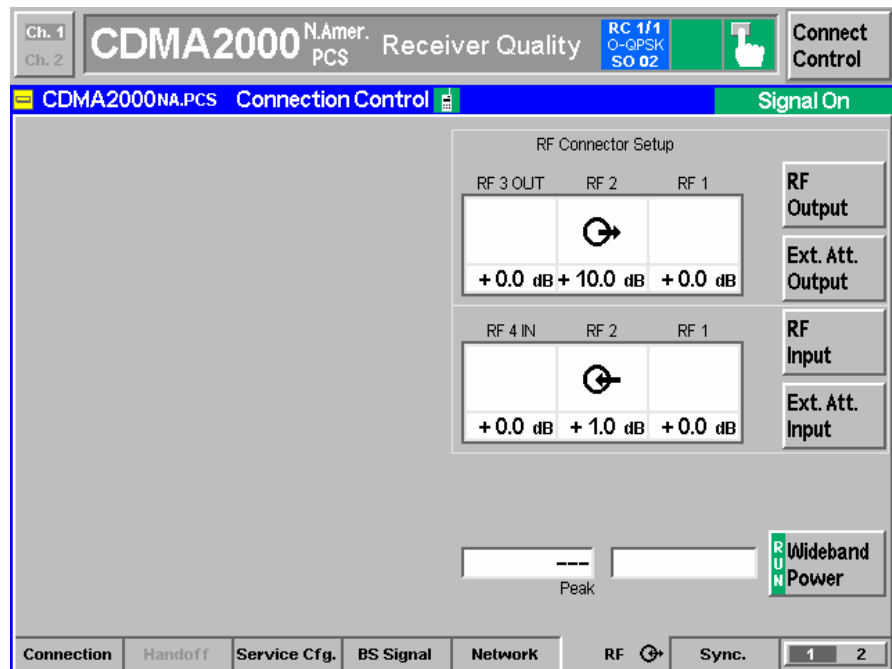 Ch. 1
Ch. 2
CDMA2000 N.Amer. PCS Receiver Quality
RC 1/1
O-QPSK
SO 02
Connect Control
CDMA2000 NA.PCS Connection Control
Signal On
RF Connector Setup
RF 3 OUT RF 2 RF 1
+ 0.0 dB + 10.0 dB + 0.0 dB
RF Output
Ext. Att. Output
RF 4 IN RF 2 RF 1
+ 0.0 dB + 1.0 dB + 0.0 dB
RF Input
Ext. Att. Input
---
Peak
RUN
Wideband Power
Connection Handoff Service Cfg. BS Signal Network RF Sync. 1 2